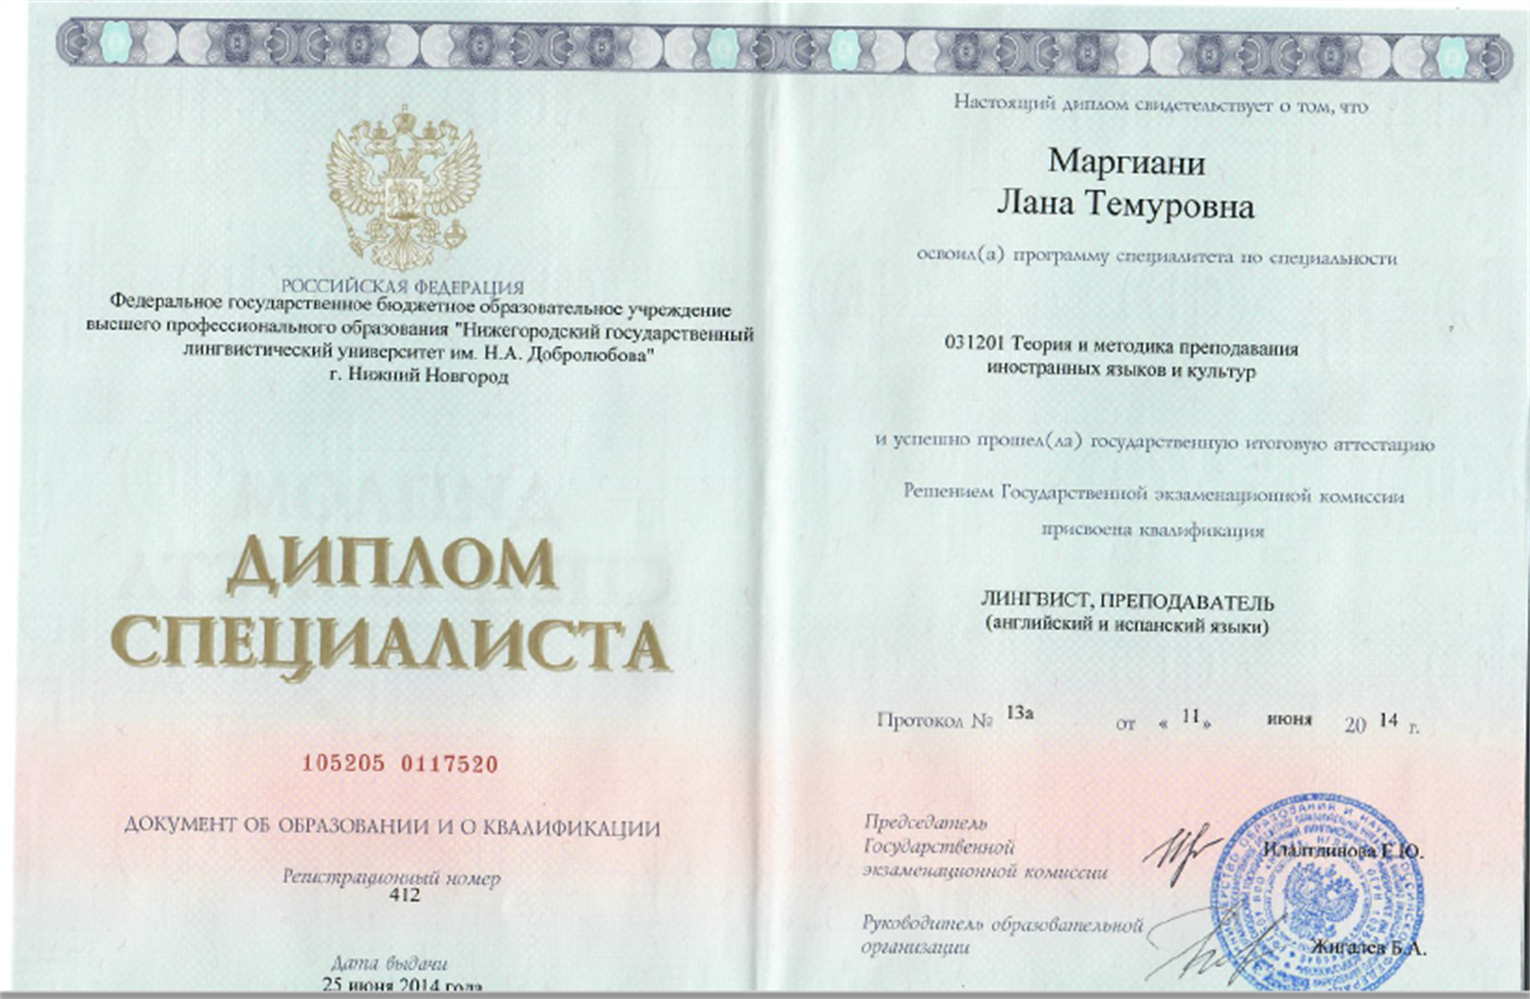 РОССИЙСКАЯ ФЕДЕРАЦИЯ
Федеральное государственное бюджетное образовательное учреждение
высшего профессионального образования "Нижегородский государственный
лингвистический университет им. Н.А. Добролюбова"
г. Нижний Новгород
ДИПЛОМ
СПЕЦИАЛИСТА
105205 0117520
ДОКУМЕНТ ОБ ОБРАЗОВАНИИ И О КВАЛИФИКАЦИИ
Регистрационный номер
412
Дата выдачи
25 июня 2014 года
Настоящий диплом свидетельствует о том, что
Маргиани
Лана Темуровна
освоил(а) программу специалитета по специальности
031201 Теория и методика преподавания
иностранных языков и культур
и успешно прошел(ла) государственную итоговую аттестацию
Решением Государственной экзаменационной комиссии
присвоена квалификация
ЛИНГВИСТ, ПРЕПОДАВАТЕЛЬ
(английский и испанский языки)
Протокол № 13а от « 11 » июня 20 14 г.
Председатель
Государственной
экзаменационной комиссии
Илалтдинова Е.Ю.
Руководитель образовательной
организации
Жигалев Б.А.